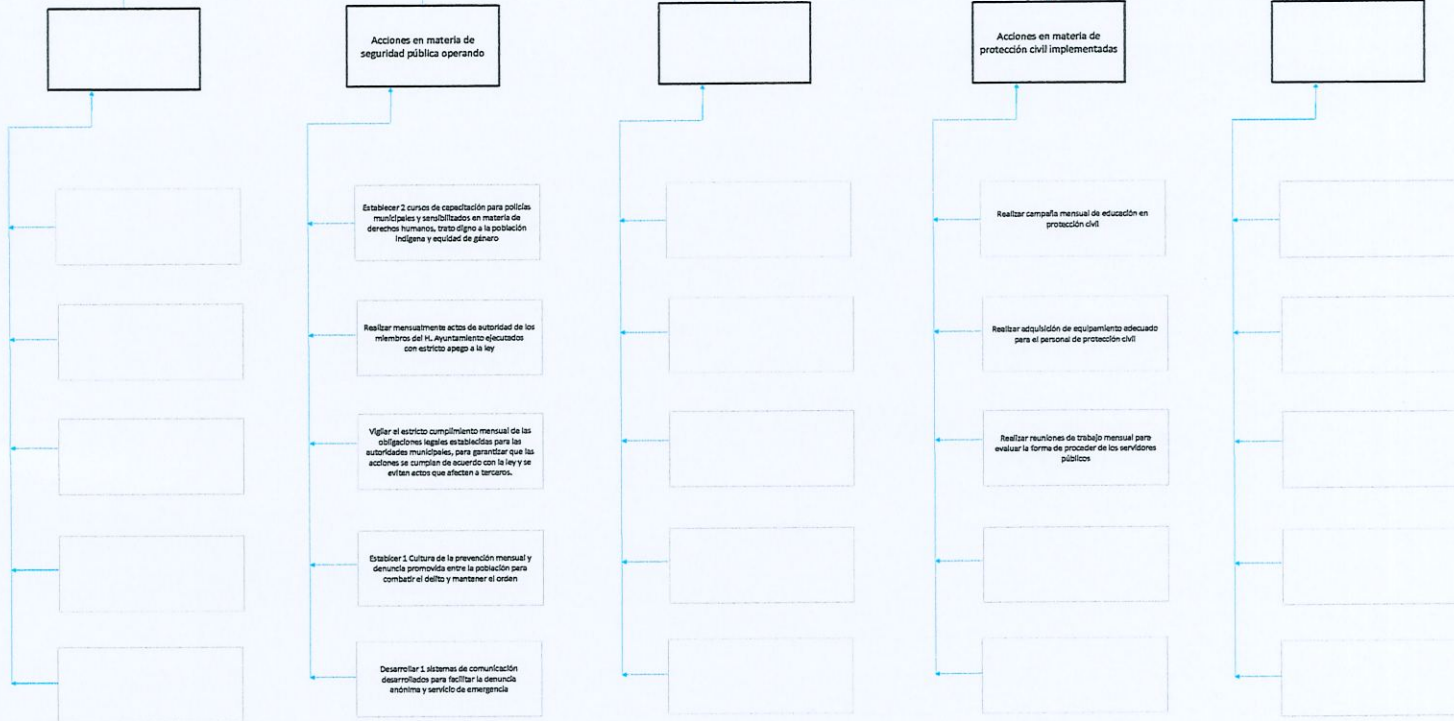 Acciones en materia de
seguridad pública operando
Acciones en materia de
protección civil implementadas
Establecer 2 cursos de capacitación para policías
municipales y sensibilizados en materia de
derechos humanos, trato digno a la población
indígena y equidad de género
Realizar campaña mensual de educación en
protección civil
Realizar mensualmente actos de autoridad de los
miembros del H. Ayuntamiento ejecutados
con estricto apego a la ley
Realizar adquisición de equipamiento adecuado
para el personal de protección civil
Vigilar el estricto cumplimiento mensual de las
obligaciones legales establecidas para las
autoridades municipales, para garantizar que las
acciones se cumplan de acuerdo con la ley y se
eviten actos que afecten a terceros.
Realizar reuniones de trabajo mensual para
evaluar la forma de proceder de los servidores
públicos
Establcer 1 Cultura de la prevención mensual y
denuncia promovida entre la población para
combatir el delito y mantener el orden
Desarrollar 1 sistemas de comunicación
desarrollados para facilitar la denuncia
anónima y servicio de emergencia